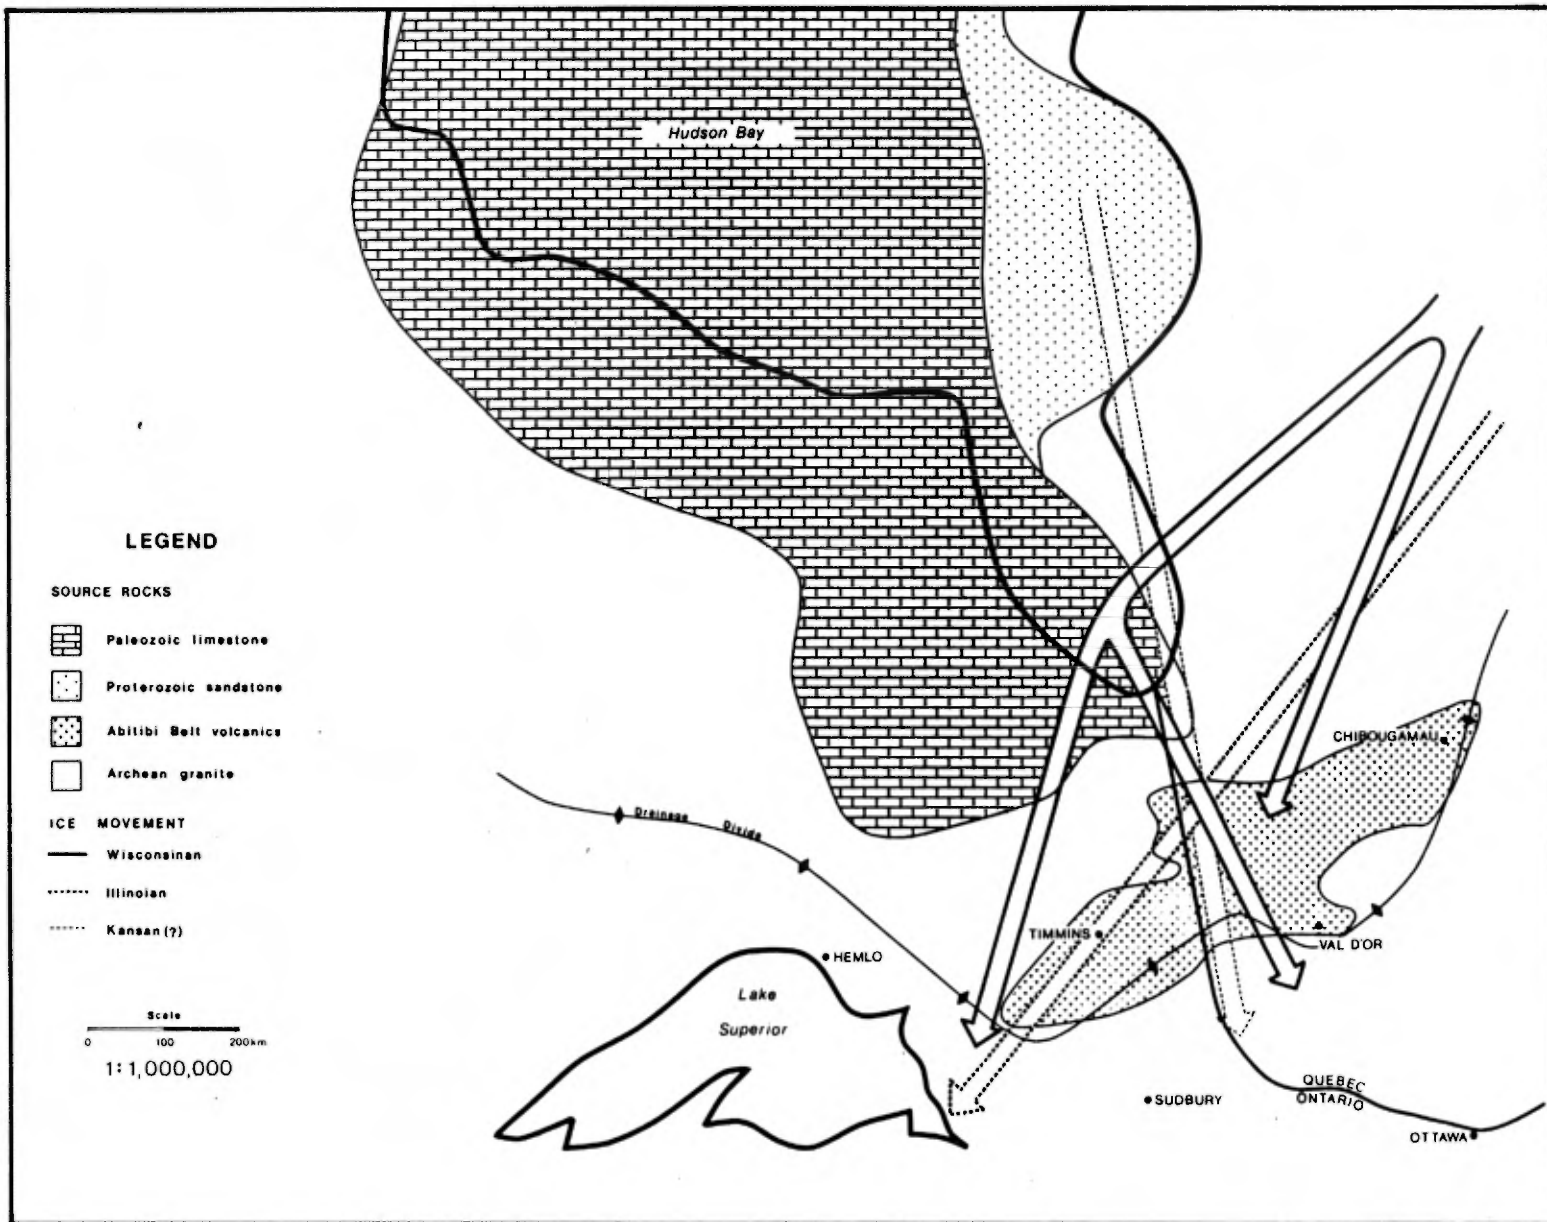 Hudson Bay
LEGEND
SOURCE ROCKS
Paleozoic limestone
Proterozoic sandstone
Abitibi Belt volcanics
Archean granite
ICE MOVEMENT
Wisconsinan
Illinoian
Kansan (?)
Scale
0 100 200km
1:1,000,000
Drainage Divide
CHIBOUGAMAU
TIMMINS
VAL D'OR
HEMLO
Lake
Superior
SUDBURY
QUEBEC
ONTARIO
OTTAWA